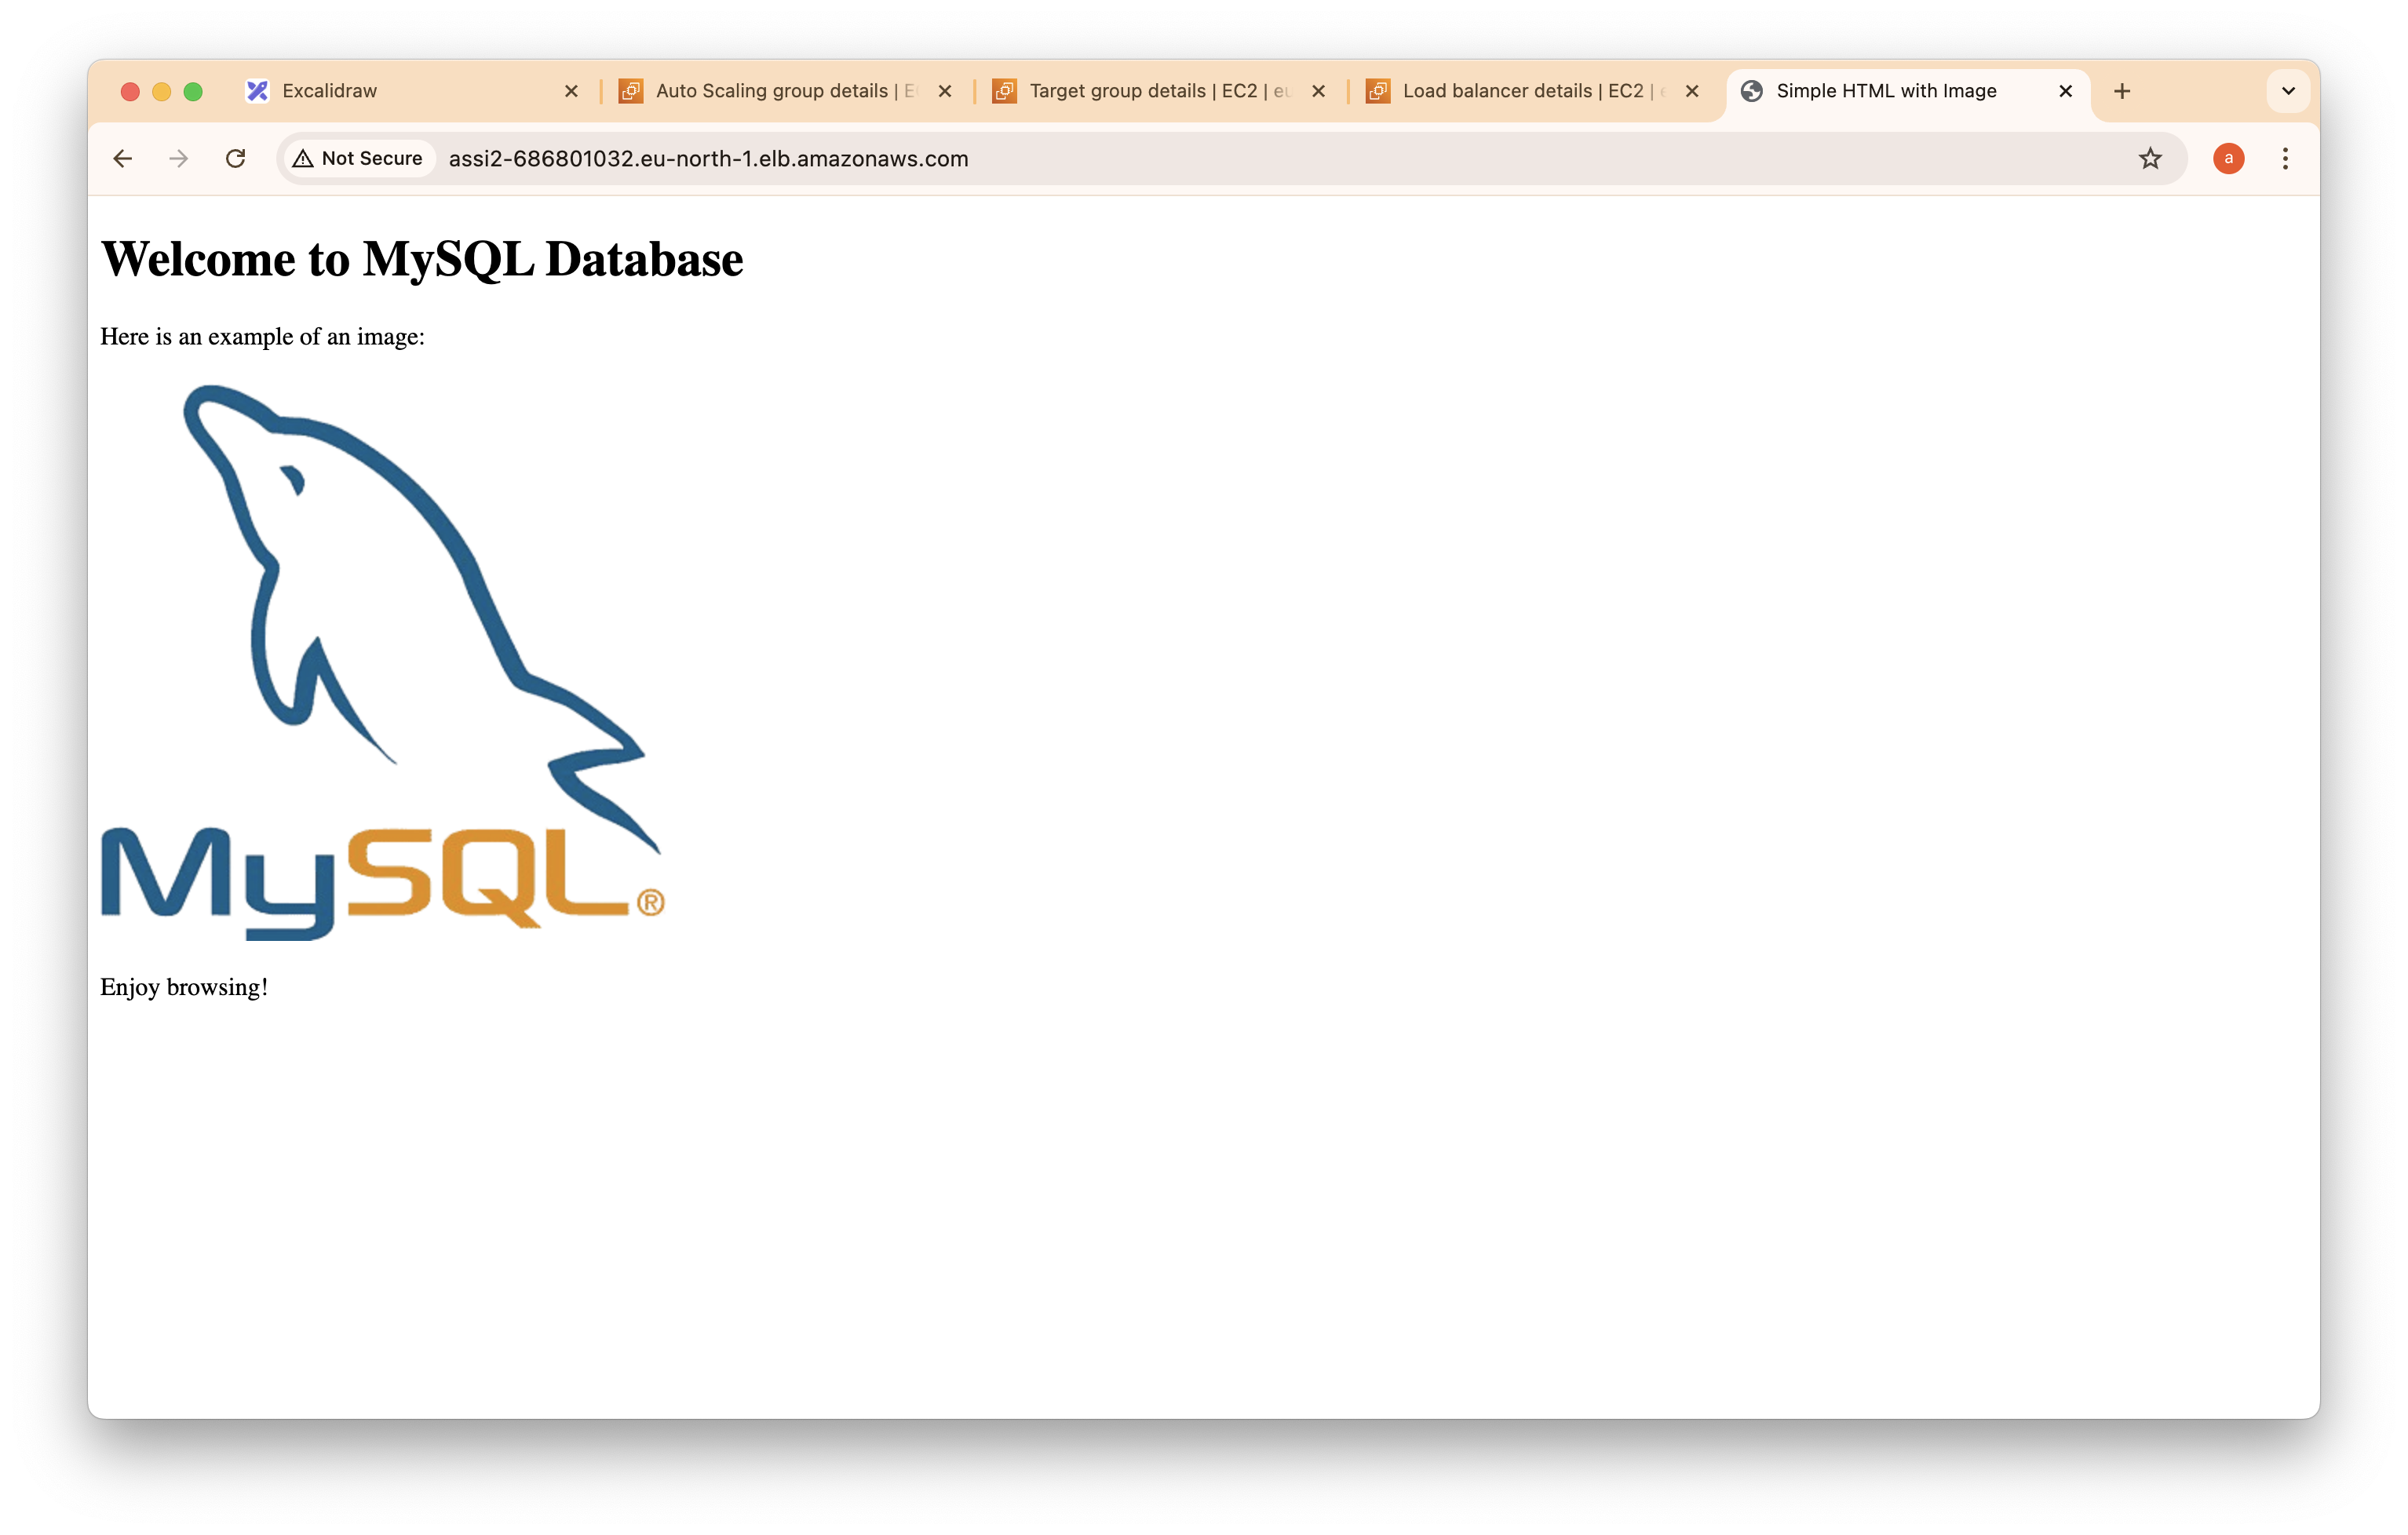 Excalidraw
Auto Scaling group details | E
Target group details | EC2 | eu
Load balancer details | EC2 | e
Simple HTML with Image
Not Secure
assi2-686801032.eu-north-1.elb.amazonaws.com
a
Welcome to MySQL Database
Here is an example of an image:
MySQL®
Enjoy browsing!